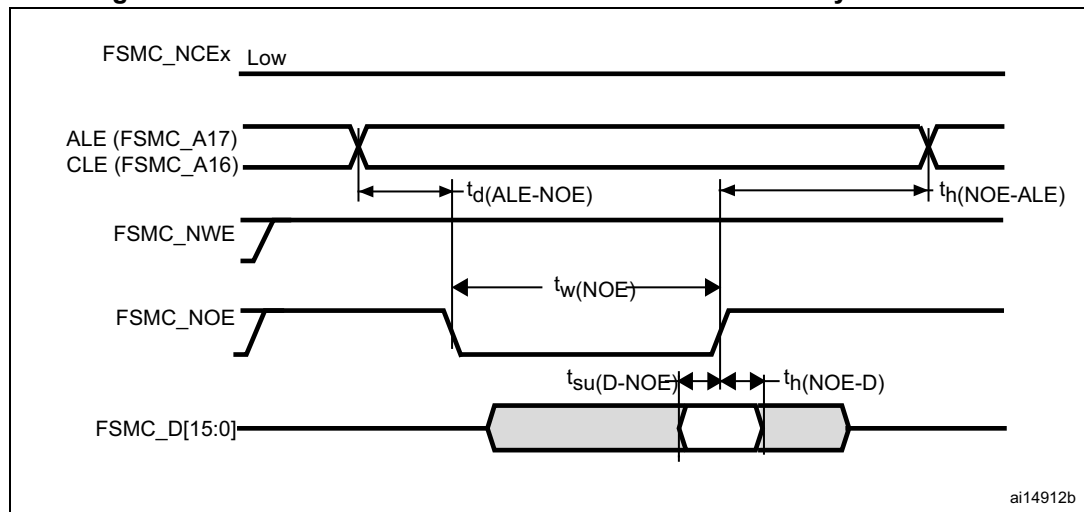 FSMC_NCEx Low
ALE (FSMC_A17)
CLE (FSMC_A16)
td(ALE-NOE)
th(NOE-ALE)
FSMC_NWE
tw(NOE)
FSMC_NOE
tsu(D-NOE)
th(NOE-D)
FSMC_D[15:0]
ai14912b